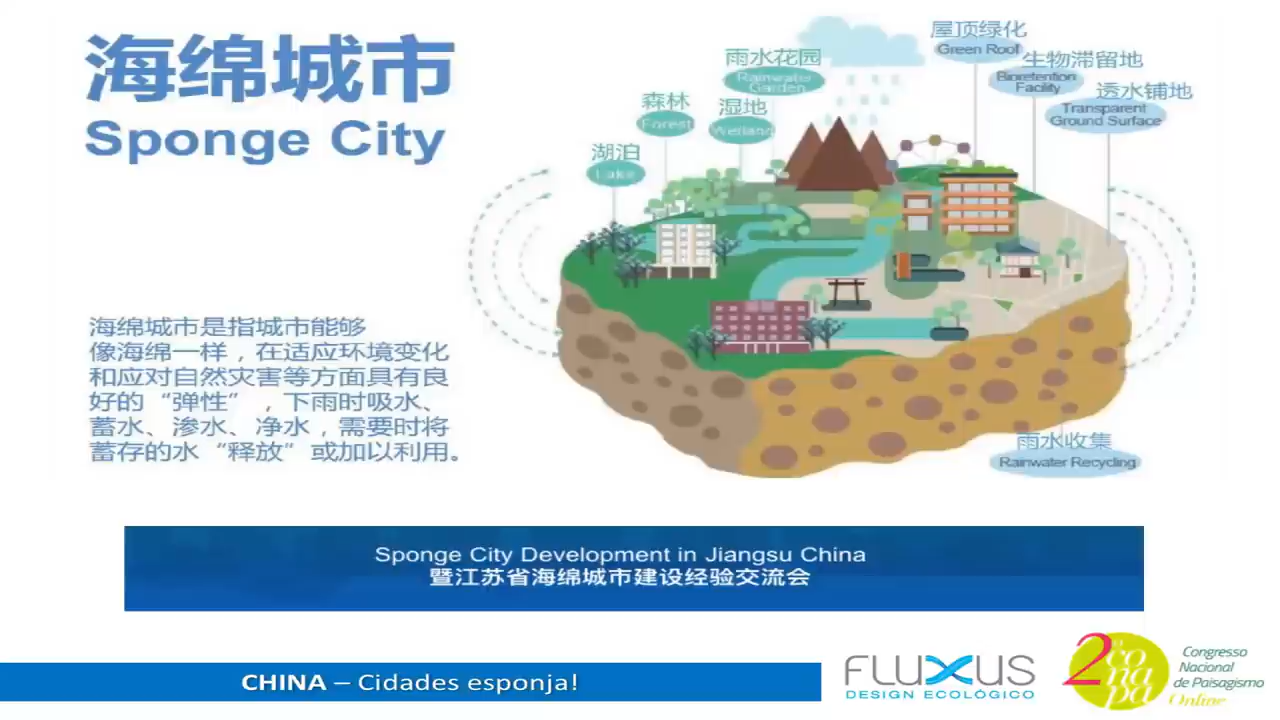 海绵城市
Sponge City
屋顶绿化
Green Roof
雨水花园
Rainwater
Garden
生物滞留地
Bioretention
Facility
透水铺地
Transparent
Ground Surface
森林
Forest
湿地
Wetland
湖泊
Lake
海绵城市是指城市能够
像海绵一样，在适应环境变化
和应对自然灾害等方面具有良
好的“弹性”，下雨时吸水、
蓄水、渗水、净水，需要时将
蓄存的水“释放”或加以利用。
雨水收集
Rainwater Recycling
Sponge City Development in Jiangsu China
暨江苏省海绵城市建设经验交流会
CHINA – Cidades esponja!
FLUXUS
DESIGN ECOLÓGICO
2º
conapa
Congresso
Nacional
de Paisagismo
Online